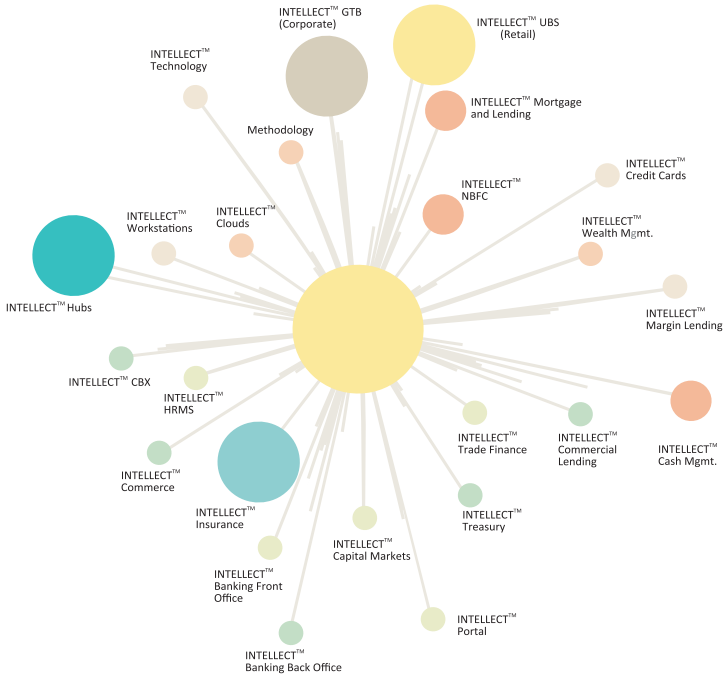 INTELLECT™ GTB
(Corporate)
INTELLECT™ UBS
(Retail)
INTELLECT™
Technology
INTELLECT™ Mortgage
and Lending
Methodology
INTELLECT™
Credit Cards
INTELLECT™
NBFC
INTELLECT™
Workstations
INTELLECT™
Clouds
INTELLECT™
Wealth Mgmt.
INTELLECT™ Hubs
INTELLECT™
Margin Lending
INTELLECT™ CBX
INTELLECT™
HRMS
INTELLECT™
Trade Finance
INTELLECT™
Commercial
Lending
INTELLECT™
Cash Mgmt.
INTELLECT™
Commerce
INTELLECT™
Insurance
INTELLECT™
Treasury
INTELLECT™
Capital Markets
INTELLECT™
Banking Front
Office
INTELLECT™
Portal
INTELLECT™
Banking Back Office